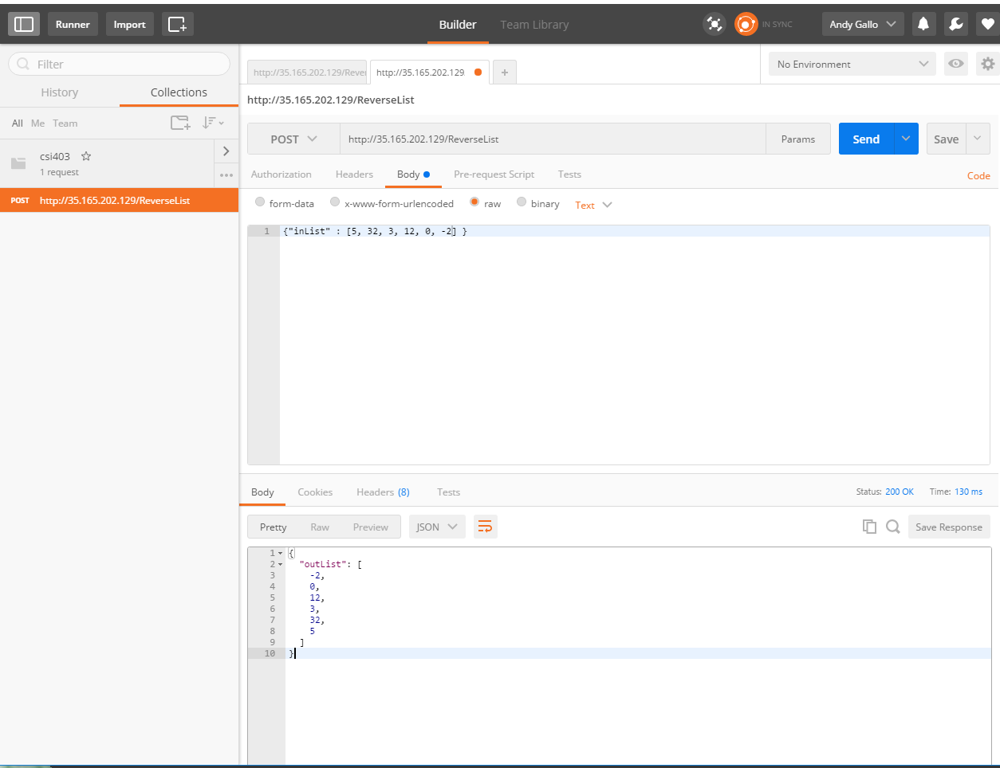 Runner Import Builder Team Library IN SYNC Andy Gallo
Filter
http://35.165.202.129/Rever http://35.165.202.129 + No Environment
History Collections
http://35.165.202.129/ReverseList
All Me Team
POST http://35.165.202.129/ReverseList Params Send Save
csi403
1 request
Authorization Headers Body Pre-request Script Tests Code
POST http://35.165.202.129/ReverseList
form-data x-www-form-urlencoded raw binary Text
1 {"inList" : [5, 32, 3, 12, 0, -2] }
Body Cookies Headers (8) Tests Status: 200 OK Time: 130 ms
Pretty Raw Preview JSON Save Response
1 {
2 "outList": [
3 -2,
4 0,
5 12,
6 3,
7 32,
8 5
9 ]
10 }